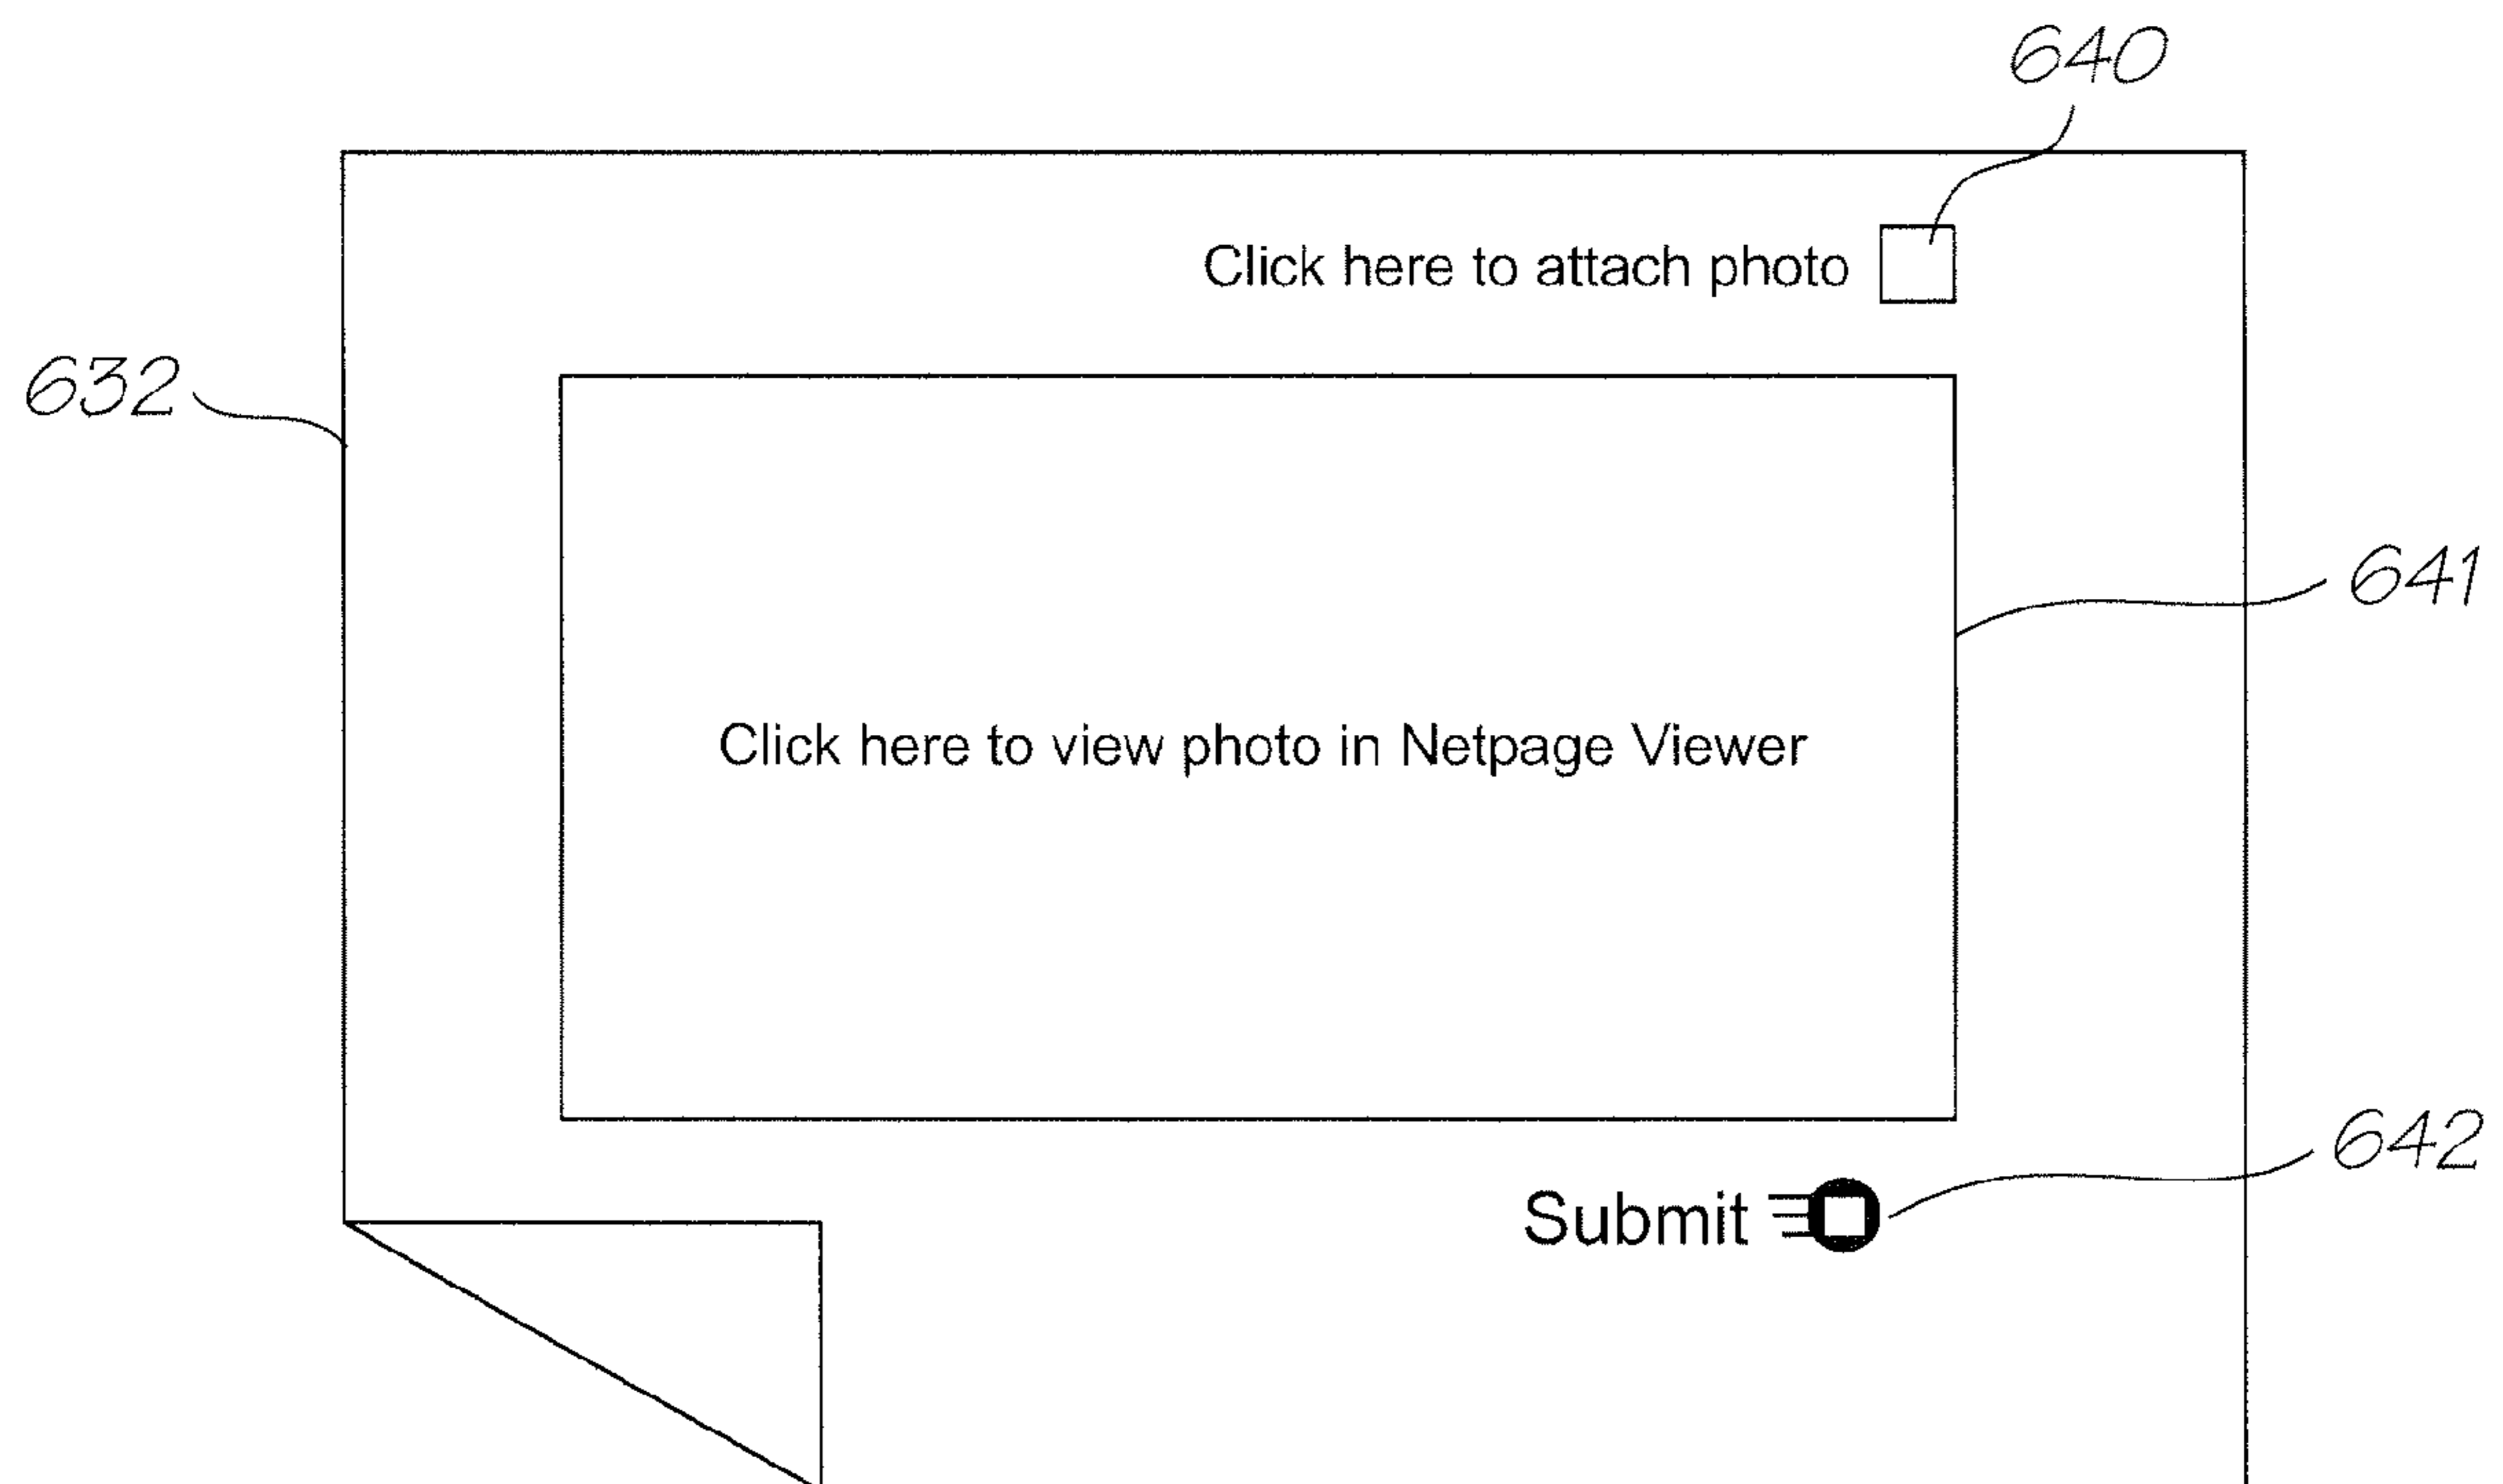 640
Click here to attach photo
632
641
Click here to view photo in Netpage Viewer
642
Submit